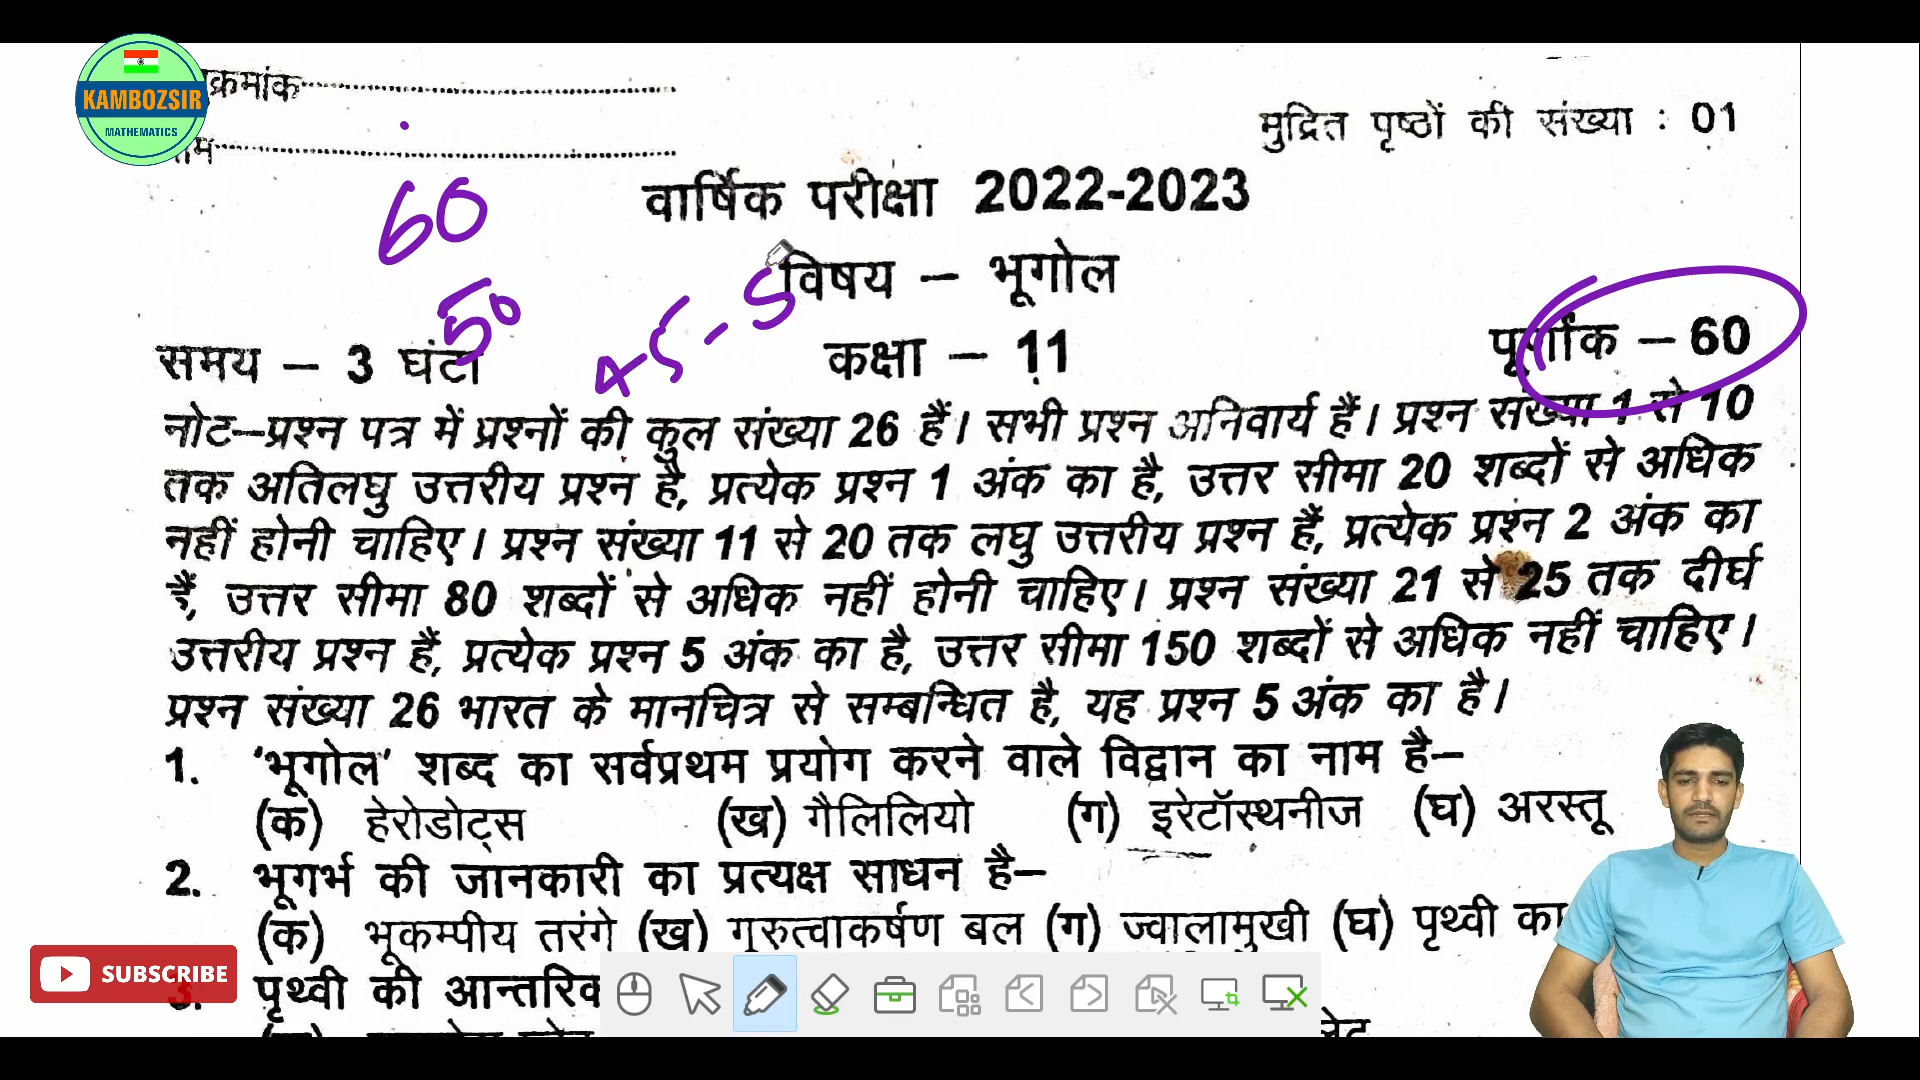 KAMBOZSIR
MATHEMATICS
क्रमांक
मुद्रित पृष्ठों की संख्या : 01
वार्षिक परीक्षा 2022-2023
विषय – भूगोल
60
50
45-5
समय – 3 घंटा कक्षा – 11 पूर्णांक – 60
नोट–प्रश्न पत्र में प्रश्नों की कुल संख्या 26 हैं। सभी प्रश्न अनिवार्य हैं। प्रश्न संख्या 1 से 10
तक अतिलघु उत्तरीय प्रश्न है, प्रत्येक प्रश्न 1 अंक का है, उत्तर सीमा 20 शब्दों से अधिक
नहीं होनी चाहिए। प्रश्न संख्या 11 से 20 तक लघु उत्तरीय प्रश्न हैं, प्रत्येक प्रश्न 2 अंक का
हैं, उत्तर सीमा 80 शब्दों से अधिक नहीं होनी चाहिए। प्रश्न संख्या 21 से 25 तक दीर्घ
उत्तरीय प्रश्न हैं, प्रत्येक प्रश्न 5 अंक का है, उत्तर सीमा 150 शब्दों से अधिक नहीं चाहिए।
प्रश्न संख्या 26 भारत के मानचित्र से सम्बन्धित है, यह प्रश्न 5 अंक का है।
1. 'भूगोल' शब्द का सर्वप्रथम प्रयोग करने वाले विद्वान का नाम है–
(क) हेरोडोट्स (ख) गैलिलियो (ग) इरेटॉस्थनीज (घ) अरस्तू
2. भूगर्भ की जानकारी का प्रत्यक्ष साधन है–
(क) भूकम्पीय तरंगे (ख) गुरुत्वाकर्षण बल (ग) ज्वालामुखी (घ) पृथ्वी का
3. पृथ्वी की
SUBSCRIBE